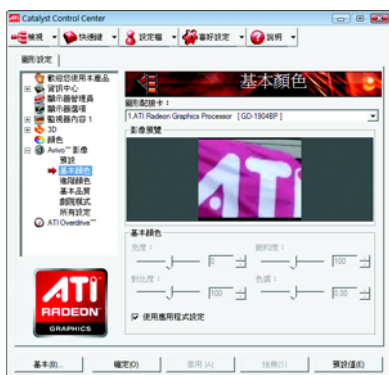 Catalyst Control Center
檢視 快速鍵 設定檔 喜好設定 說明
圖形設定
歡迎您使用本產品
資訊中心
顯示器管理員
顯示器選項
監視器內容 1
3D
顏色
Avivo™ 影像
預設
基本顏色
進階顏色
基本品質
劇院模式
所有設定
ATI Overdrive™
ATI
RADEON
GRAPHICS
基本顏色
圖形配接卡：
1.ATI Radeon Graphics Processor [GD-1904BP]
影像預覽
ATI
基本顏色
亮度： 飽和度：
0 100
對比度： 色調：
100 0.00
使用應用程式設定
基本(B)... 確定(O) 套用(A) 捨棄(S) 預設值(E)